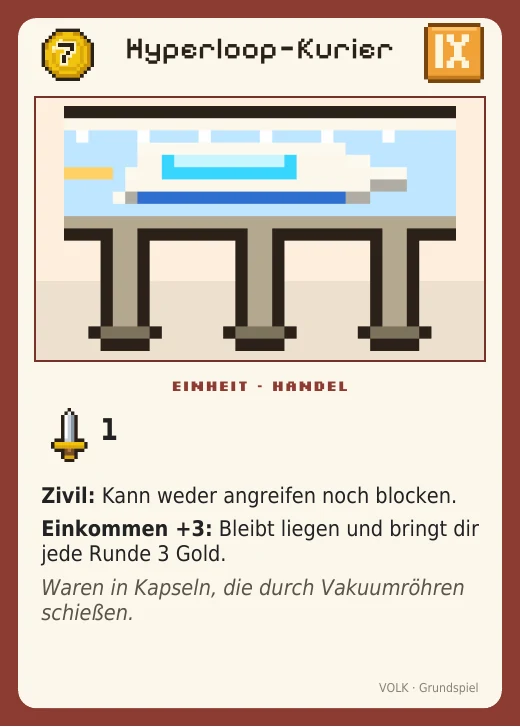 7 Hyperloop-Kurier IX
EINHEIT · HANDEL
1
Zivil: Kann weder angreifen noch blocken.
Einkommen +3: Bleibt liegen und bringt dir
jede Runde 3 Gold.
Waren in Kapseln, die durch Vakuumröhren
schießen.
VOLK · Grundspiel